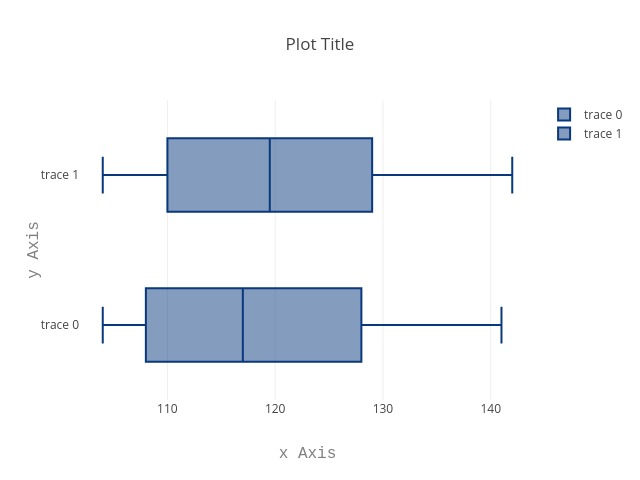 Plot Title
trace 0
trace 1
trace 1
y Axis
trace 0
110
120
130
140
x Axis